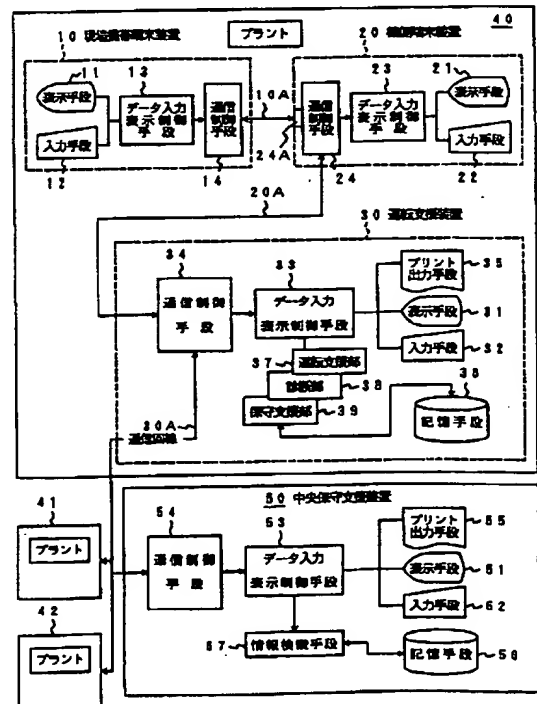 40
10 現場携帯端末装置
プラント
20 機側端末装置
11
13
23
21
表示手段
データ入力
表示制御
手段
通信
制御
手段
10A
24A
通信
制御
手段
データ入力
表示制御
手段
表示手段
入力手段
入力手段
12
14
24
22
20A
30 運転支援装置
34
33
35
プリント
出力手段
通信制御
手段
データ入力
表示制御手段
31
表示手段
32
入力手段
37
運転支援部
診断部
38
保守支援部
39
記憶手段
30A
通信回線
41
プラント
42
プラント
50 中央保守支援装置
54
53
55
通信制御
手段
データ入力
表示制御手段
プリント
出力手段
表示手段
入力手段
57
情報検索手段
記憶手段